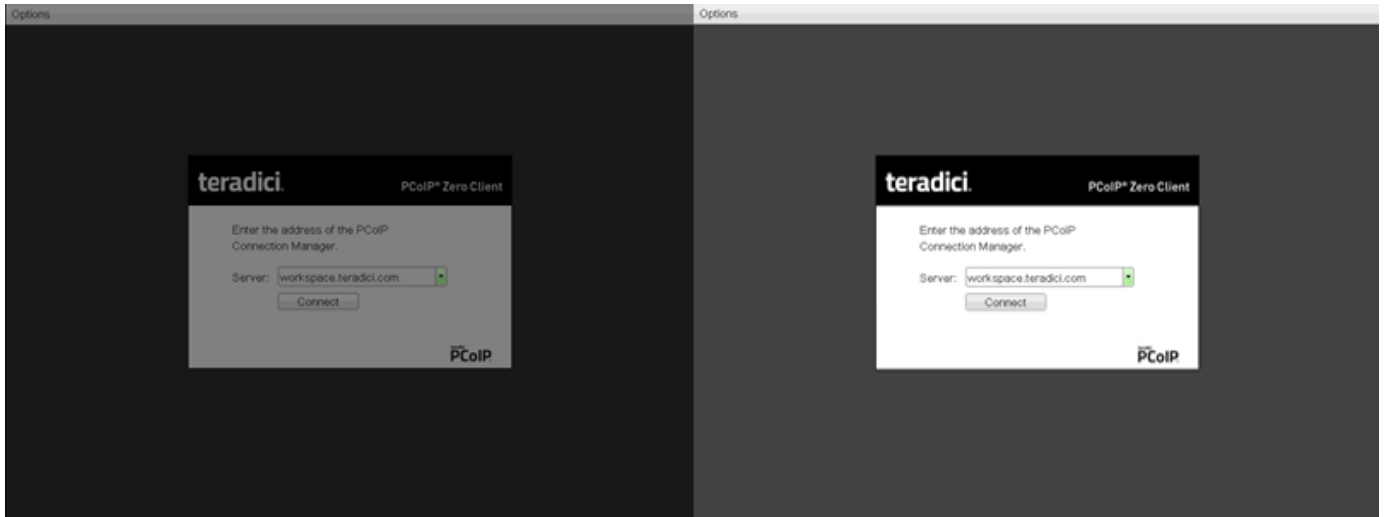 Options
teradici.
PCoIP® Zero Client
Enter the address of the PCoIP
Connection Manager.
Server: workspace.teradici.com
Connect
teradici
PCoIP.
Options
teradici.
PCoIP® Zero Client
Enter the address of the PCoIP
Connection Manager.
Server: workspace.teradici.com
Connect
teradici
PCoIP.